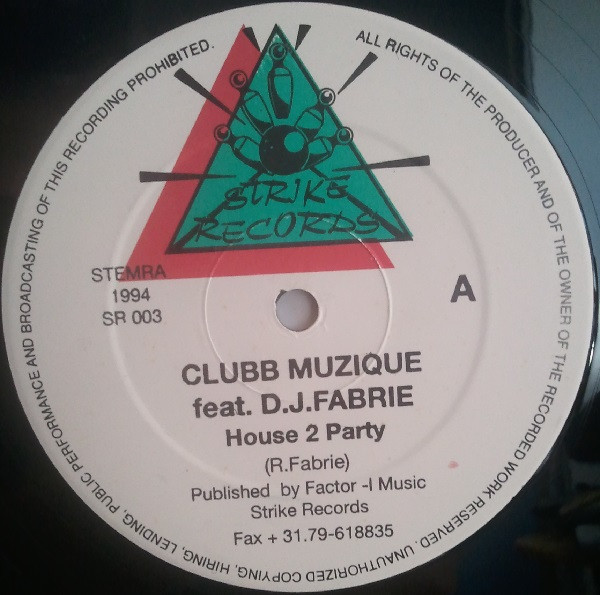 ALL RIGHTS OF THE PRODUCER AND OF THE OWNER OF THE RECORDED WORK RESERVED. UNAUTHORIZED COPYING, HIRING, LENDING, PUBLIC PERFORMANCE AND BROADCASTING OF THIS RECORDING PROHIBITED.
STRIKE
RECORDS
STEMRA
1994
SR 003
A
CLUBB MUZIQUE
feat. D.J.FABRIE
House 2 Party
(R.Fabrie)
Published by Factor -I Music
Strike Records
Fax + 31.79-618835